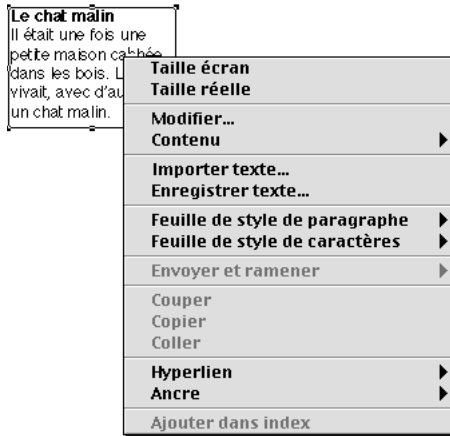 Le chat malin
Il était une fois une
petite maison
dans les bois.
vivait, avec d'au
un chat malin.
Taille écran
Taille réelle
Modifier...
Contenu
Importer texte...
Enregistrer texte...
Feuille de style de paragraphe
Feuille de style de caractères
Envoyer et ramener
Couper
Copier
Coller
Hyperlien
Ancre
Ajouter dans index